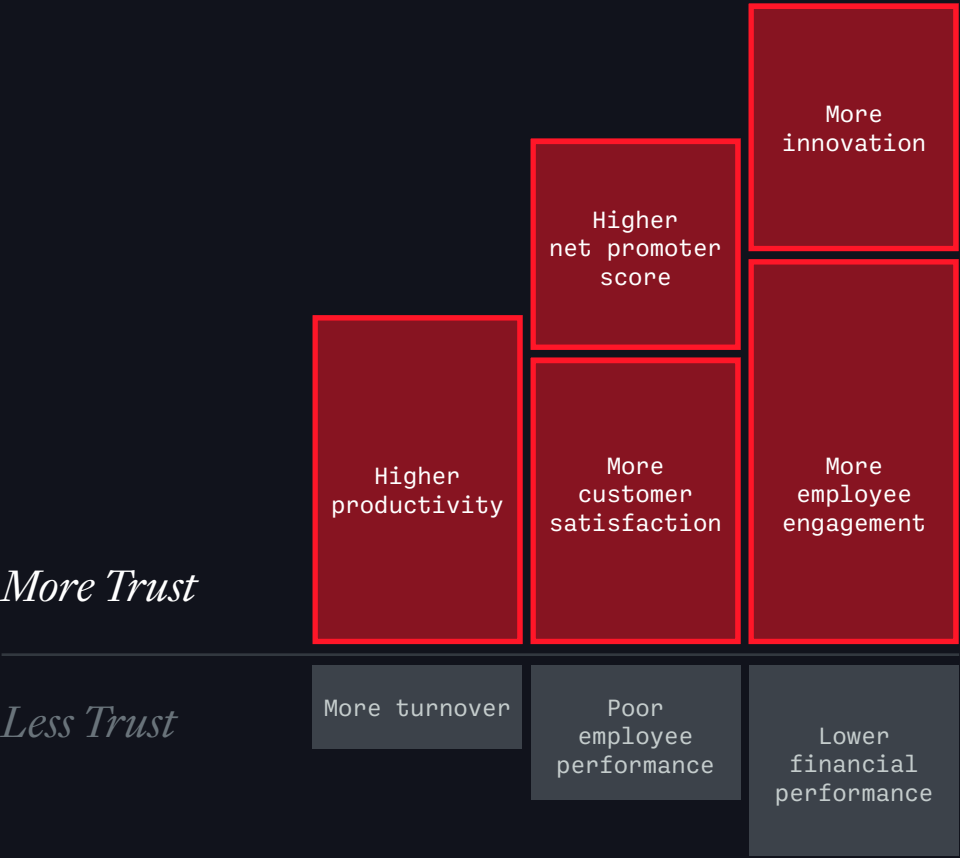 More
innovation
Higher
net promoter
score
Higher
productivity
More
customer
satisfaction
More
employee
engagement
More Trust
Less Trust
More turnover
Poor
employee
performance
Lower
financial
performance